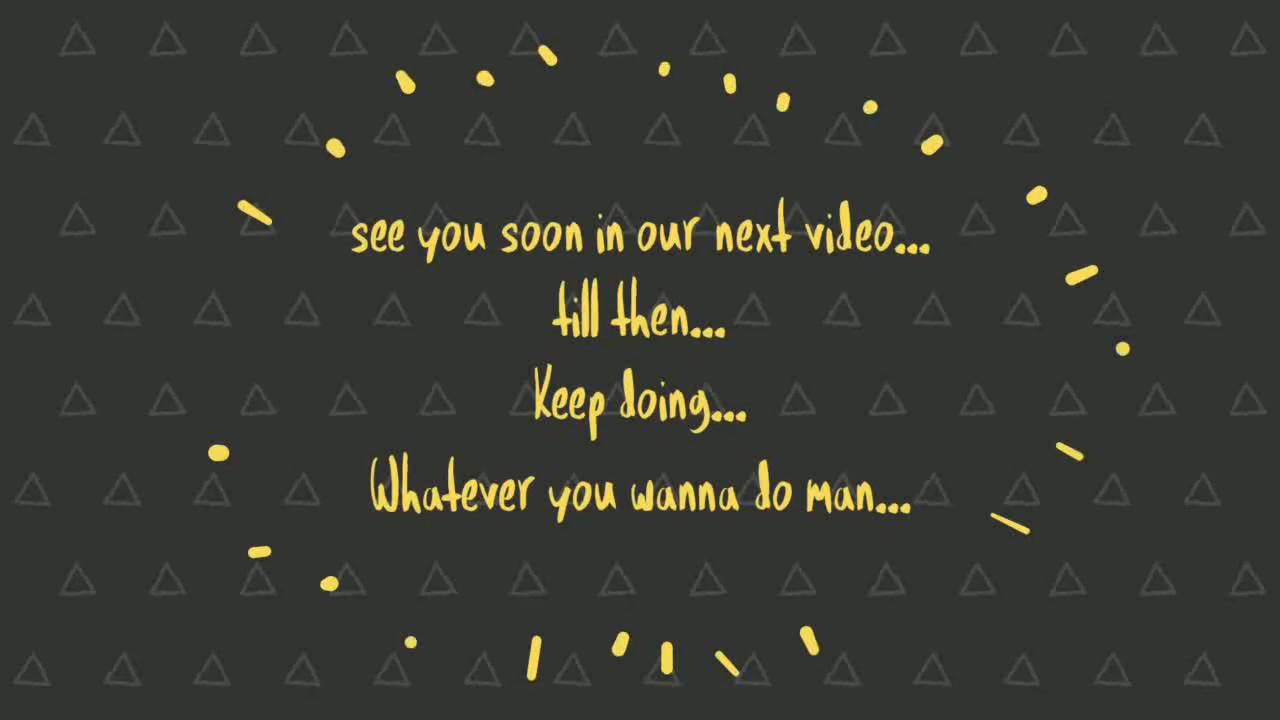 see you soon in our next video...
till then...
Keep doing...
Whatever you wanna do man...